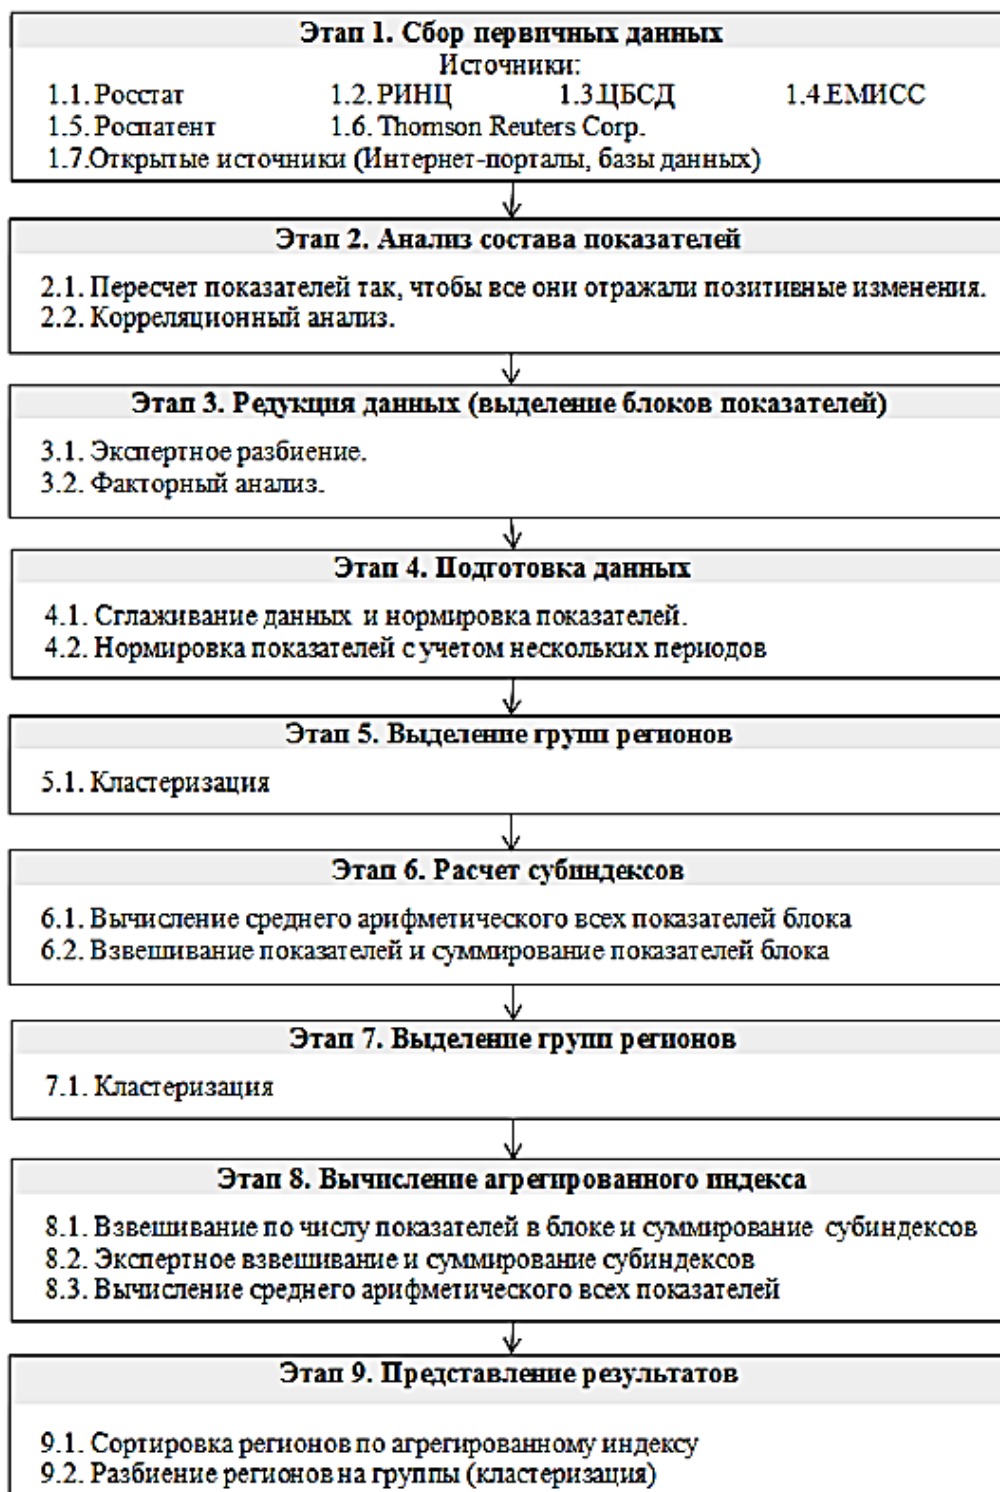 Этап 1. Сбор первичных данных
Источники:
1.1. Росстат 1.2. РИНЦ 1.3.ЦБСД 1.4.ЕМИСС
1.5. Роспатент 1.6. Thomson Reuters Corp.
1.7.Открытые источники (Интернет-порталы, базы данных)
Этап 2. Анализ состава показателей
2.1. Пересчет показателей так, чтобы все они отражали позитивные изменения.
2.2. Корреляционный анализ.
Этап 3. Редукция данных (выделение блоков показателей)
3.1. Экспертное разбиение.
3.2. Факторный анализ.
Этап 4. Подготовка данных
4.1. Сглаживание данных и нормировка показателей.
4.2. Нормировка показателей с учетом нескольких периодов
Этап 5. Выделение групп регионов
5.1. Кластеризация
Этап 6. Расчет субиндексов
6.1. Вычисление среднего арифметического всех показателей блока
6.2. Взвешивание показателей и суммирование показателей блока
Этап 7. Выделение групп регионов
7.1. Кластеризация
Этап 8. Вычисление агрегированного индекса
8.1. Взвешивание по числу показателей в блоке и суммирование субиндексов
8.2. Экспертное взвешивание и суммирование субиндексов
8.3. Вычисление среднего арифметического всех показателей
Этап 9. Представление результатов
9.1. Сортировка регионов по агрегированному индексу
9.2. Разбиение регионов на группы (кластеризация)